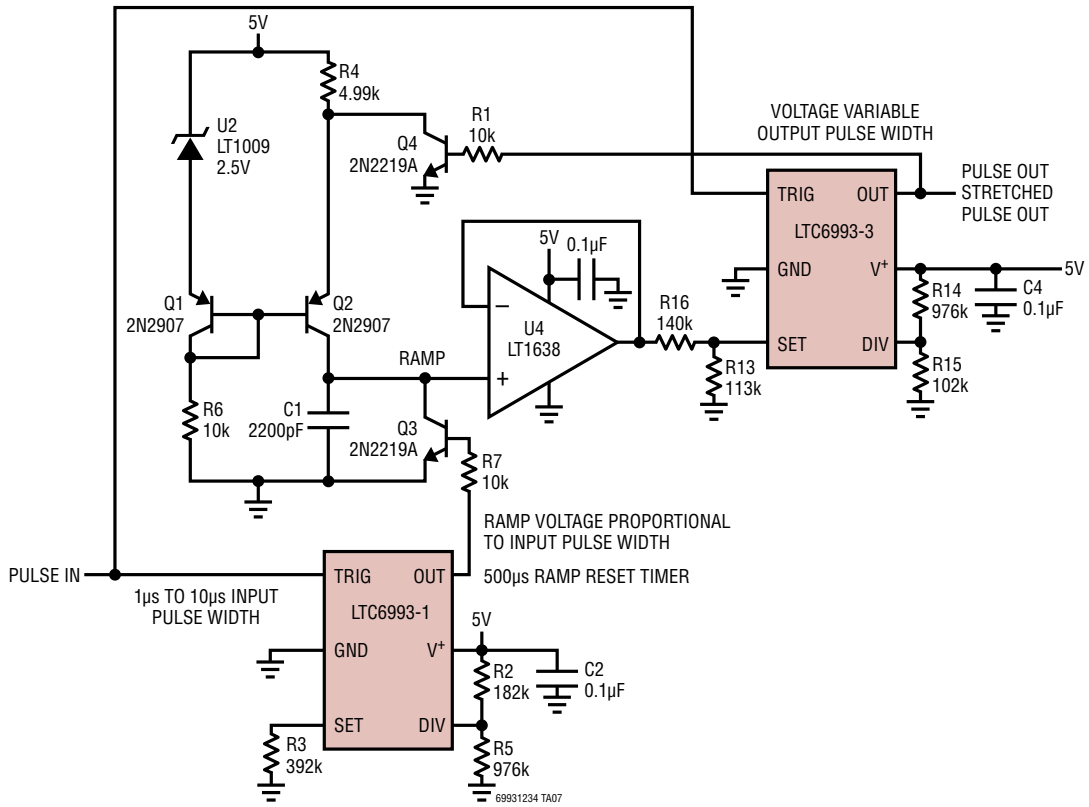 5V
R4
4.99k
U2
LT1009
2.5V
Q4
2N2219A
R1
10k
VOLTAGE VARIABLE
OUTPUT PULSE WIDTH
TRIG
OUT
LTC6993-3
GND
V+
SET
DIV
PULSE OUT
STRETCHED
PULSE OUT
5V
R14
976k
C4
0.1µF
R15
102k
Q1
2N2907
Q2
2N2907
5V
0.1µF
–
+
U4
LT1638
R16
140k
R13
113k
RAMP
R6
10k
C1
2200pF
Q3
2N2219A
R7
10k
RAMP VOLTAGE PROPORTIONAL
TO INPUT PULSE WIDTH
500µs RAMP RESET TIMER
PULSE IN
1µs TO 10µs INPUT
PULSE WIDTH
TRIG
OUT
LTC6993-1
GND
V+
SET
DIV
5V
R2
182k
C2
0.1µF
R3
392k
R5
976k
69931234 TA07